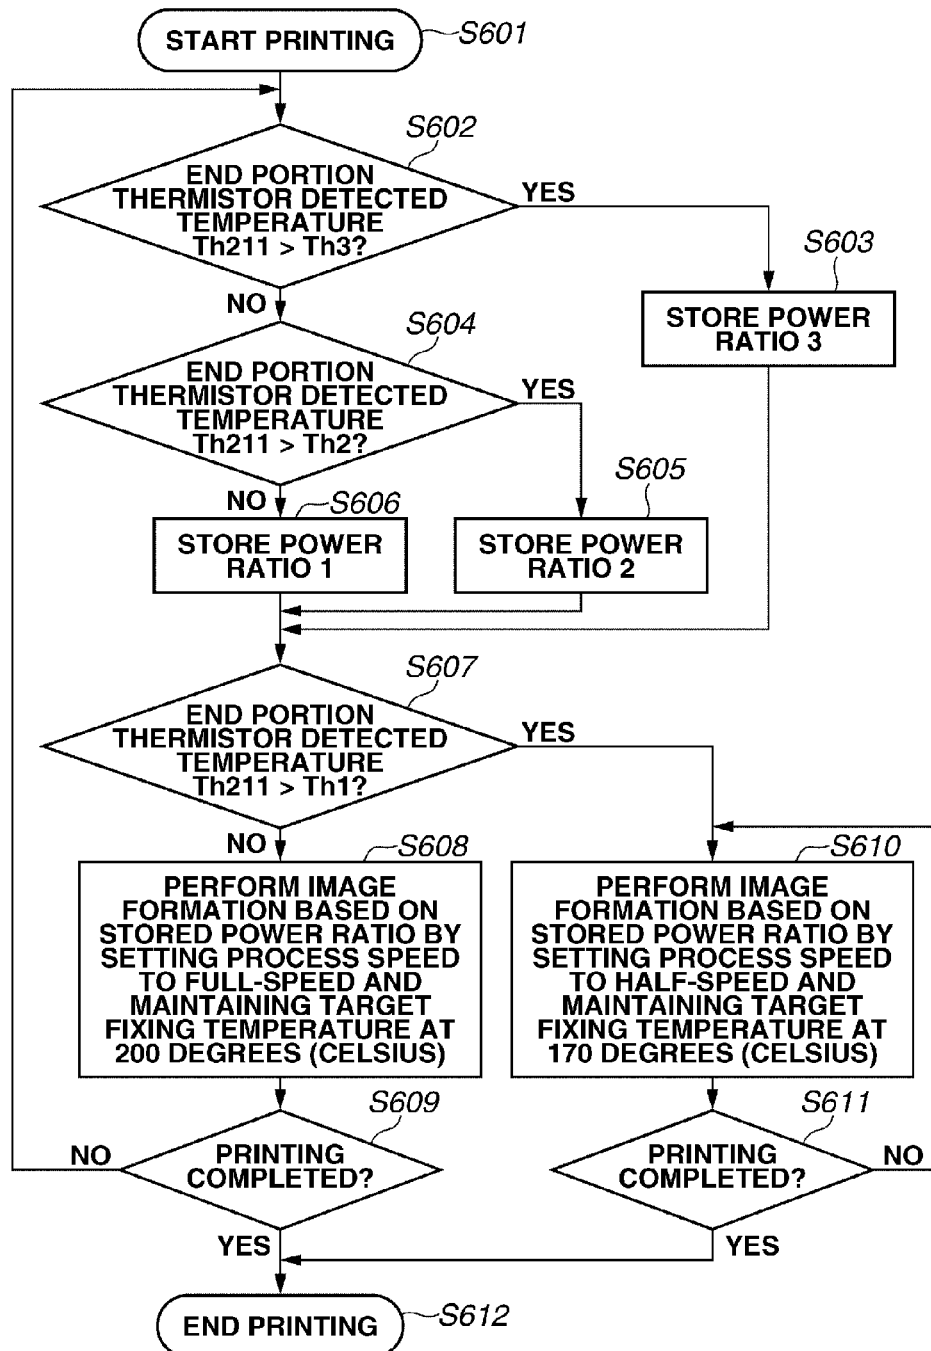 START PRINTING
S601
S602
END PORTION
THERMISTOR DETECTED
TEMPERATURE
Th211 > Th3?
YES
NO
S603
STORE POWER
RATIO 3
S604
END PORTION
THERMISTOR DETECTED
TEMPERATURE
Th211 > Th2?
YES
NO
S605
STORE POWER
RATIO 2
S606
STORE POWER
RATIO 1
S607
END PORTION
THERMISTOR DETECTED
TEMPERATURE
Th211 > Th1?
YES
NO
S608
PERFORM IMAGE
FORMATION BASED ON
STORED POWER RATIO BY
SETTING PROCESS SPEED
TO FULL-SPEED AND
MAINTAINING TARGET
FIXING TEMPERATURE AT
200 DEGREES (CELSIUS)
S610
PERFORM IMAGE
FORMATION BASED ON
STORED POWER RATIO BY
SETTING PROCESS SPEED
TO HALF-SPEED AND
MAINTAINING TARGET
FIXING TEMPERATURE AT
170 DEGREES (CELSIUS)
S609
PRINTING
COMPLETED?
NO
YES
S611
PRINTING
COMPLETED?
NO
YES
END PRINTING
S612